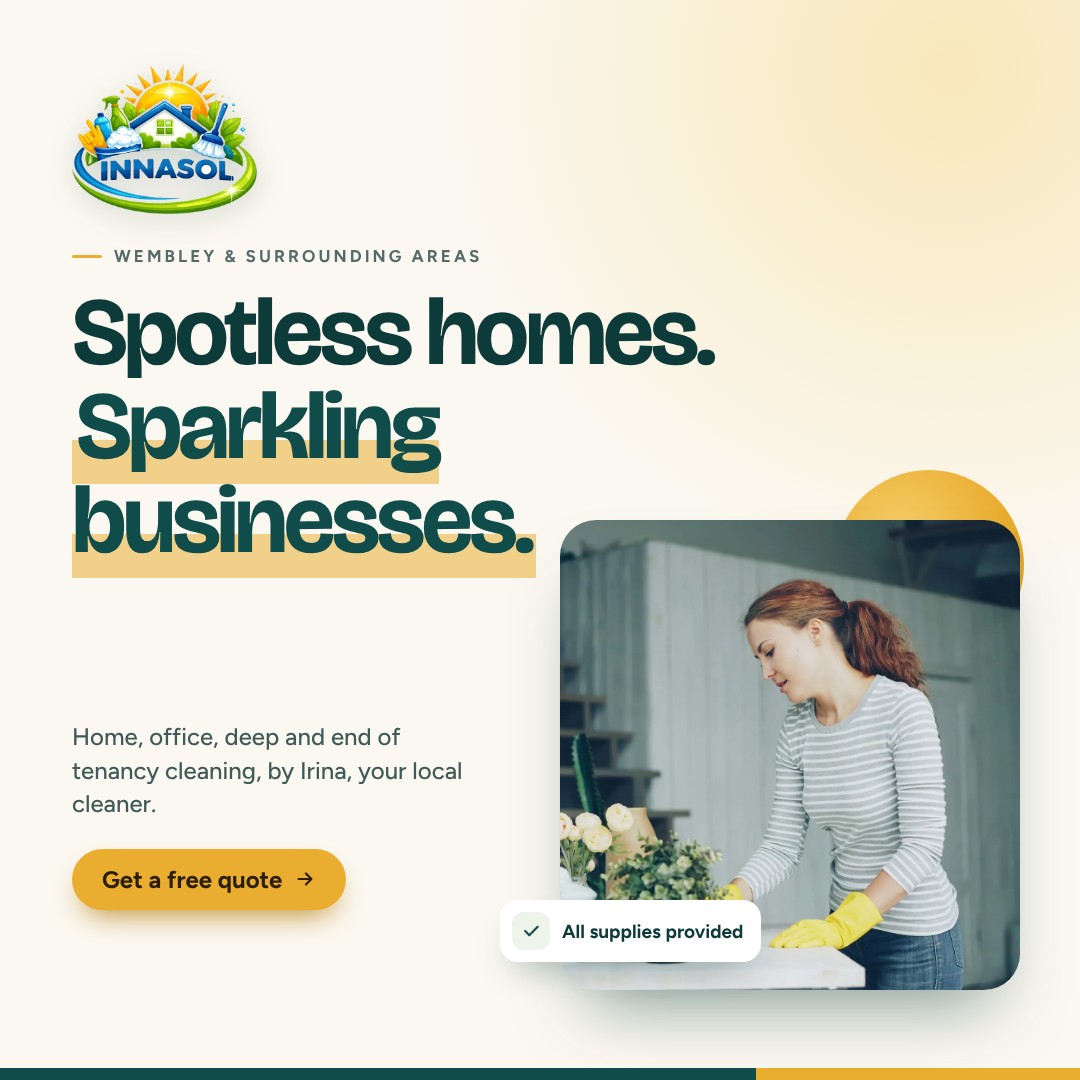 INNASOL
WEMBLEY & SURROUNDING AREAS
Spotless homes.
Sparkling
businesses.
Home, office, deep and end of
tenancy cleaning, by Irina, your local
cleaner.
Get a free quote →
All supplies provided